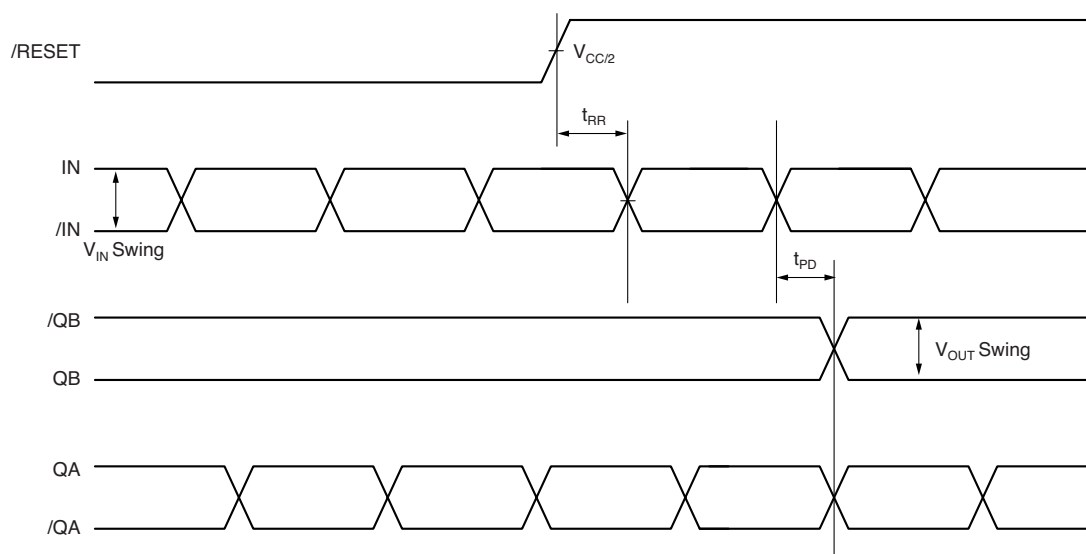 /RESET
VCC/2
tRR
IN
/IN
VIN Swing
tPD
/QB
VOUT Swing
QB
QA
/QA